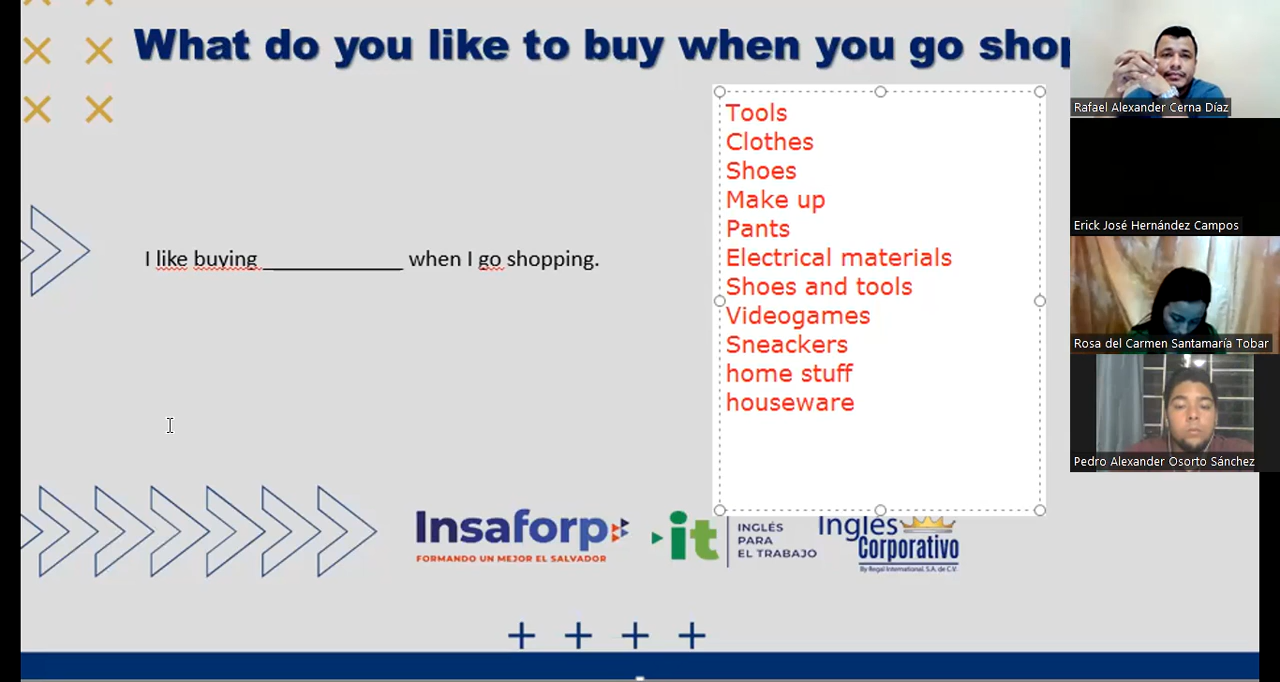 What do you like to buy when you go shop
Tools
Clothes
Shoes
Make up
Pants
Electrical materials
Shoes and tools
Videogames
Sneackers
home stuff
houseware
I like buying ____________ when I go shopping.
Insaforp
FORMANDO UN MEJOR EL SALVADOR
it
INGLÉS
PARA
EL TRABAJO
Inglés
Corporativo
By Regal International, S.A. de C.V.
Rafael Alexander Cerna Díaz
Erick José Hernández Campos
Rosa del Carmen Santamaría Tobar
Pedro Alexander Osorto Sánchez